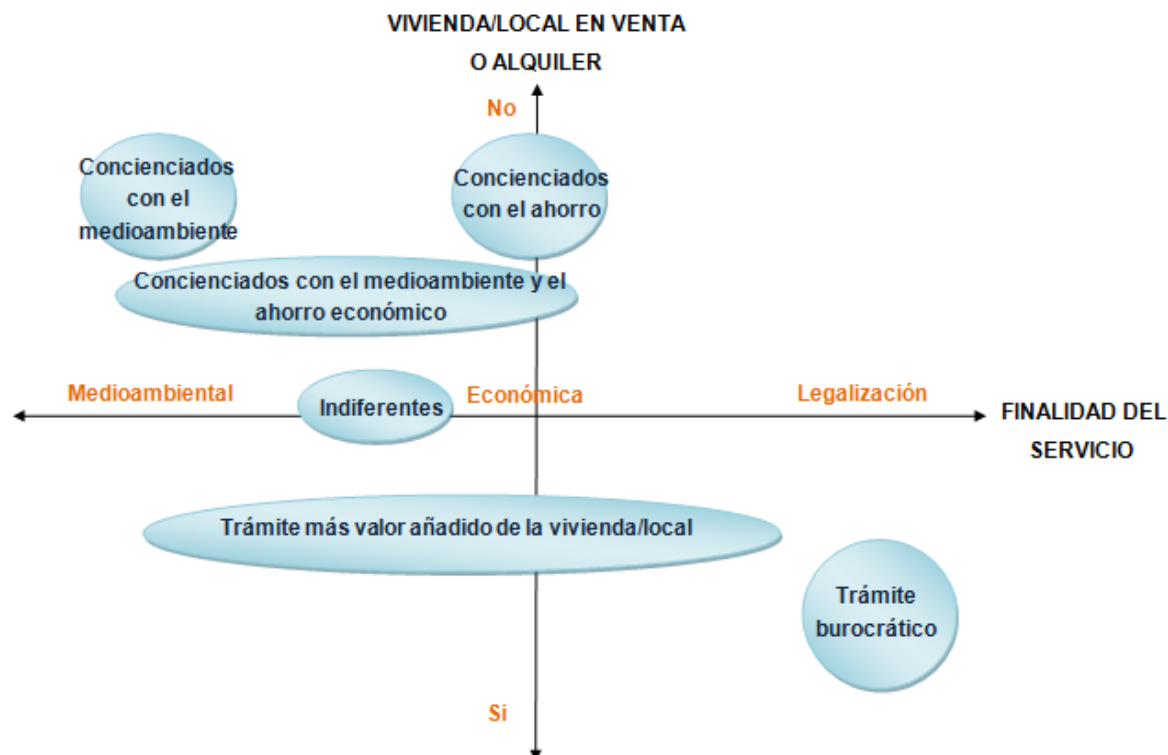 VIVIENDA/LOCAL EN VENTA
O ALQUILER
No
Concienciados
con el
medioambiente
Concienciados
con el ahorro
Concienciados con el medioambiente y el
ahorro económico
Medioambiental
Indiferentes
Económica
Legalización
FINALIDAD DEL
SERVICIO
Trámite más valor añadido de la vivienda/local
Trámite
burocrático
Si